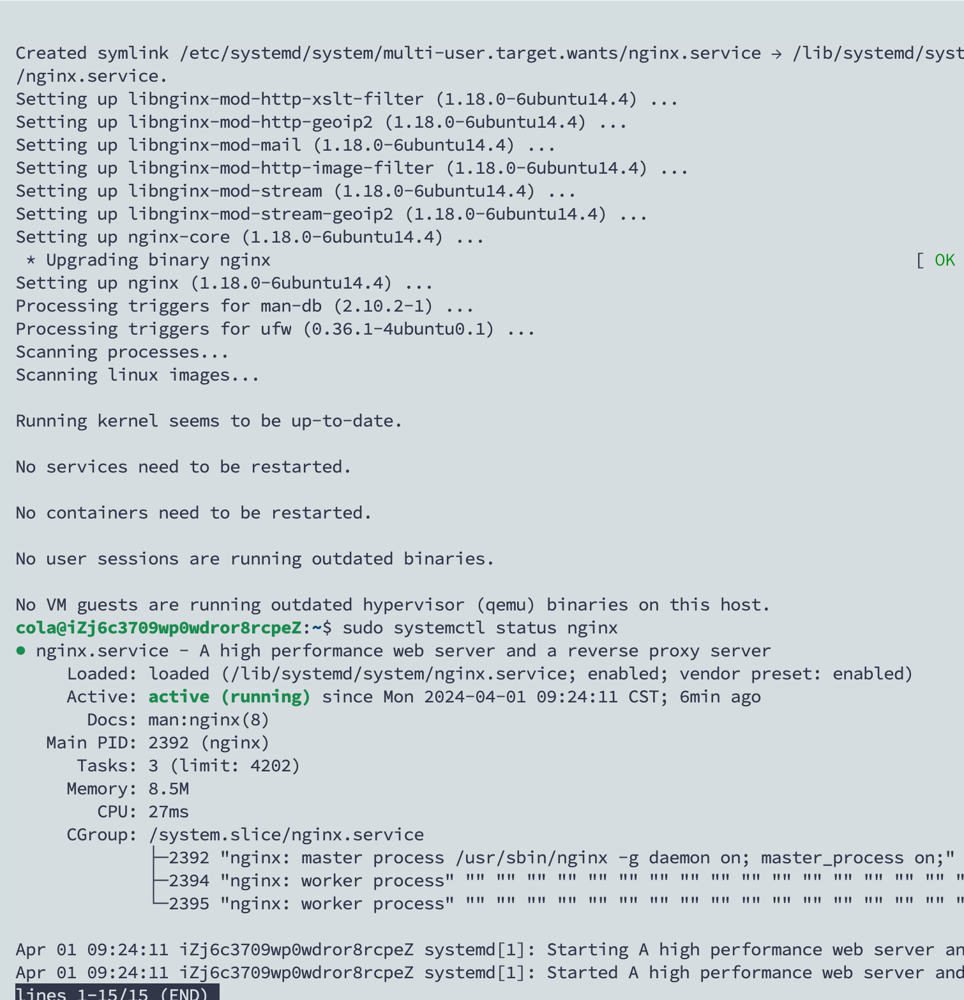 Created symlink /etc/systemd/system/multi-user.target.wants/nginx.service → /lib/systemd/syst
/nginx.service.
Setting up libnginx-mod-http-xslt-filter (1.18.0-6ubuntu14.4) ...
Setting up libnginx-mod-http-geoip2 (1.18.0-6ubuntu14.4) ...
Setting up libnginx-mod-mail (1.18.0-6ubuntu14.4) ...
Setting up libnginx-mod-http-image-filter (1.18.0-6ubuntu14.4) ...
Setting up libnginx-mod-stream (1.18.0-6ubuntu14.4) ...
Setting up libnginx-mod-stream-geoip2 (1.18.0-6ubuntu14.4) ...
Setting up nginx-core (1.18.0-6ubuntu14.4) ...
 * Upgrading binary nginx [ OK
Setting up nginx (1.18.0-6ubuntu14.4) ...
Processing triggers for man-db (2.10.2-1) ...
Processing triggers for ufw (0.36.1-4ubuntu0.1) ...
Scanning processes...
Scanning linux images...
Running kernel seems to be up-to-date.
No services need to be restarted.
No containers need to be restarted.
No user sessions are running outdated binaries.
No VM guests are running outdated hypervisor (qemu) binaries on this host.
cola@iZj6c3709wp0wdror8rcpeZ:~$ sudo systemctl status nginx
● nginx.service - A high performance web server and a reverse proxy server
Loaded: loaded (/lib/systemd/system/nginx.service; enabled; vendor preset: enabled)
Active: active (running) since Mon 2024-04-01 09:24:11 CST; 6min ago
Docs: man:nginx(8)
Main PID: 2392 (nginx)
Tasks: 3 (limit: 4202)
Memory: 8.5M
CPU: 27ms
CGroup: /system.slice/nginx.service
├─2392 "nginx: master process /usr/sbin/nginx -g daemon on; master_process on;"
├─2394 "nginx: worker process" "" "" "" "" "" "" "" "" "" "" "" "" "" "" "" "" "
└─2395 "nginx: worker process" "" "" "" "" "" "" "" "" "" "" "" "" "" "" "" "" "
Apr 01 09:24:11 iZj6c3709wp0wdror8rcpeZ systemd[1]: Starting A high performance web server an
Apr 01 09:24:11 iZj6c3709wp0wdror8rcpeZ systemd[1]: Started A high performance web server and
lines 1-15/15 (END)